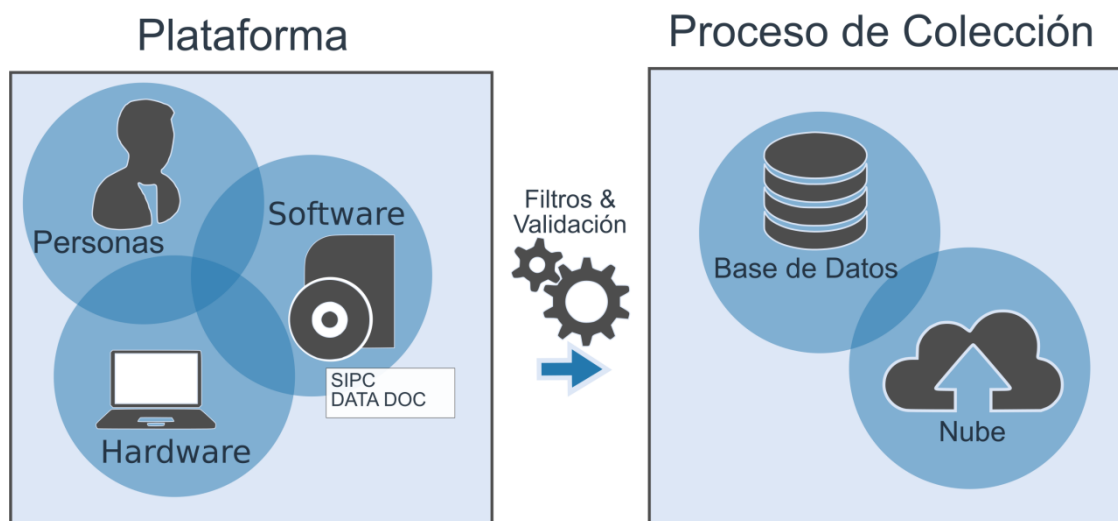 Plataforma
Personas
Software
SIPC
DATA DOC
Hardware
Filtros &
Validación
Proceso de Colección
Base de Datos
Nube